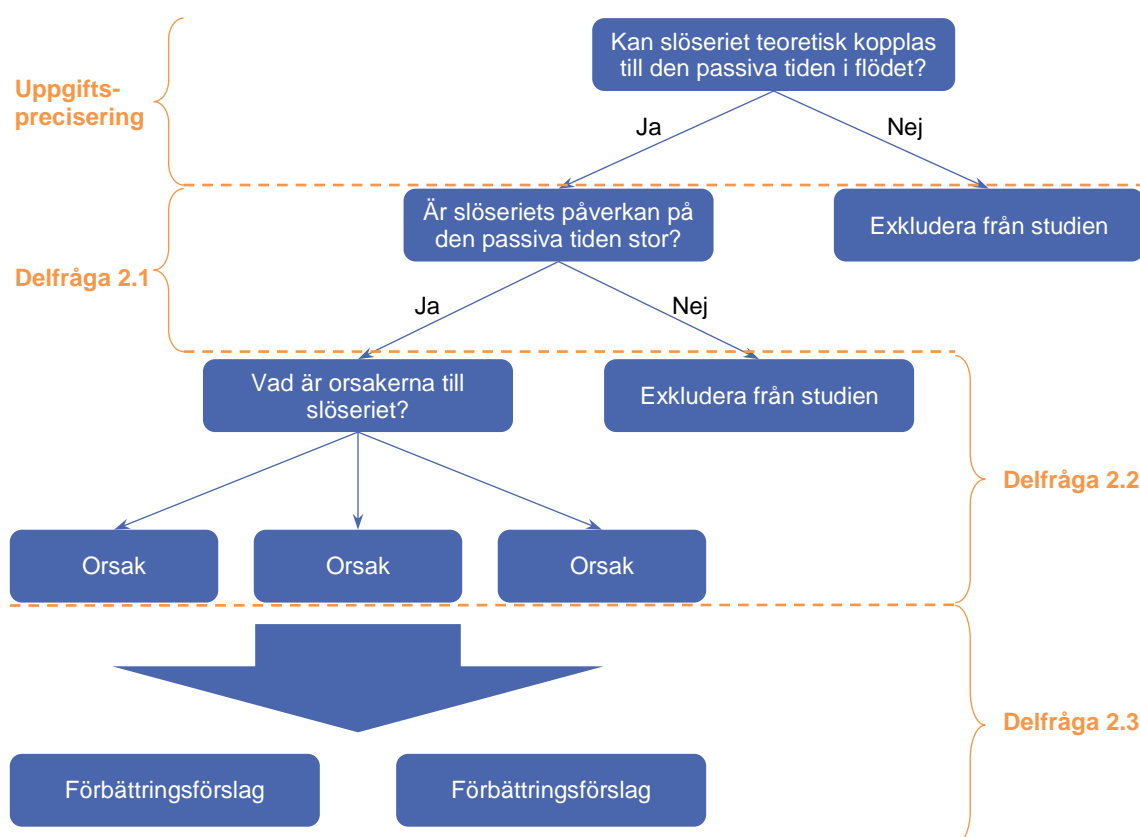 Kan slöseriet teoretisk kopplas
till den passiva tiden i flödet?
Uppgifts-
precisering
Ja
Nej
Är slöseriets påverkan på
den passiva tiden stor?
Exkludera från studien
Delfråga 2.1
Ja
Nej
Vad är orsakerna till
slöseriet?
Exkludera från studien
Delfråga 2.2
Orsak
Orsak
Orsak
Delfråga 2.3
Förbättringsförslag
Förbättringsförslag